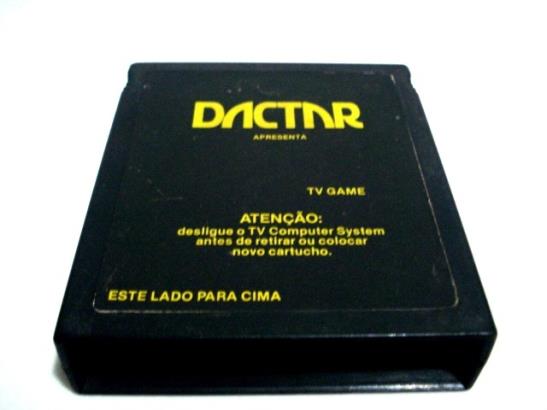 DACTAR
APRESENTA
TV GAME
ATENÇÃO:
desligue o TV Computer System
antes de retirar ou colocar
novo cartucho.
ESTE LADO PARA CIMA